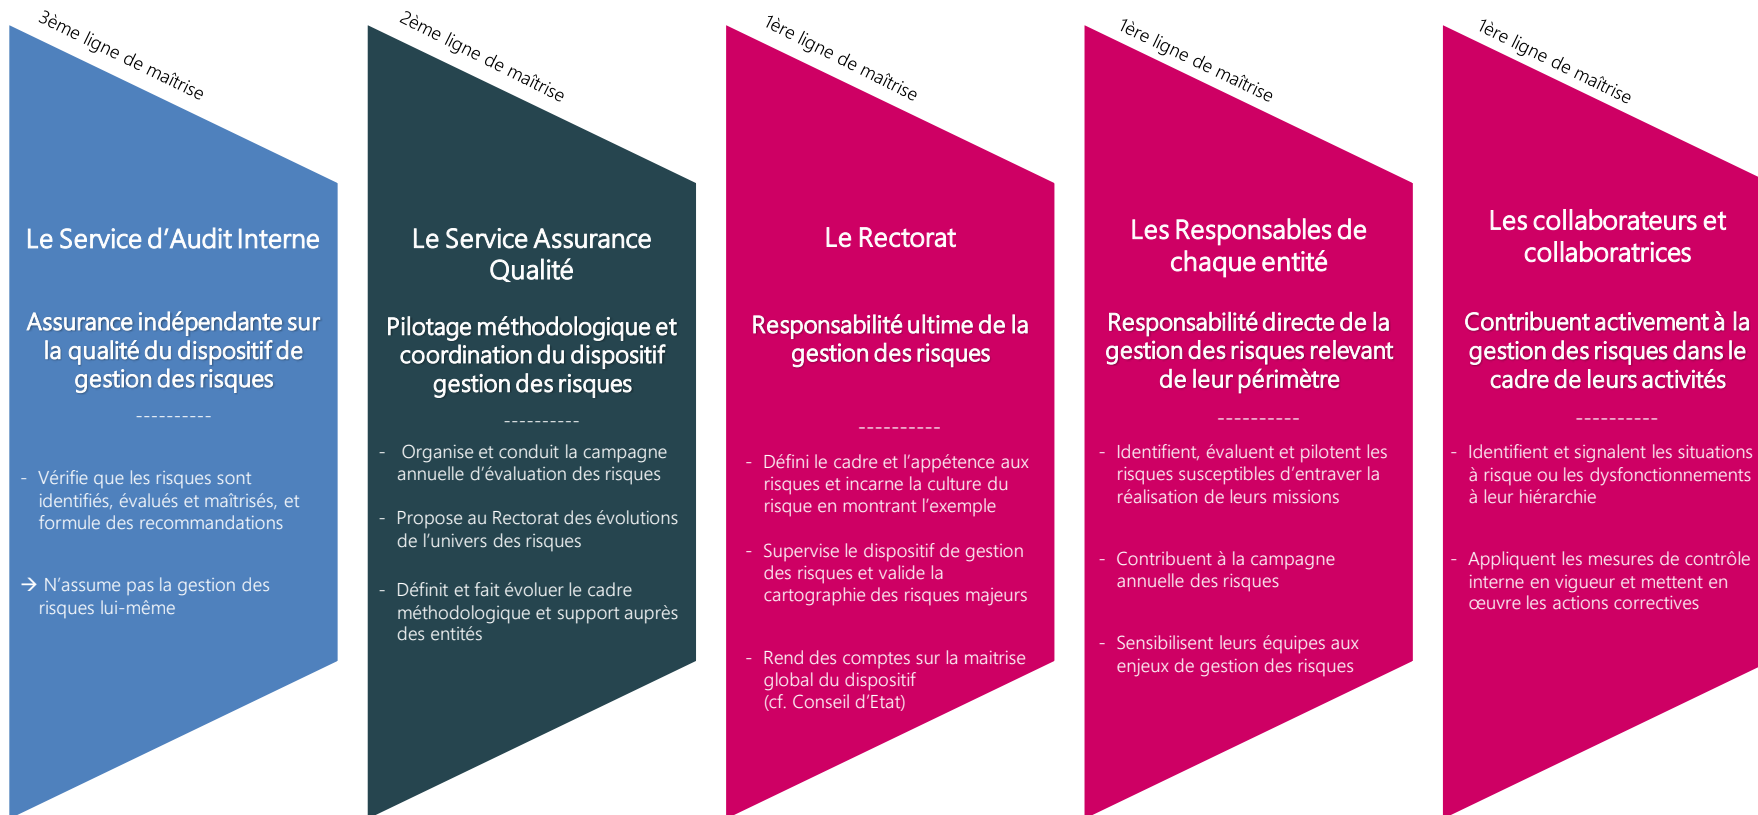 3ème ligne de maîtrise
Le Service d’Audit Interne
Assurance indépendante sur
la qualité du dispositif de
gestion des risques
----------
- Vérifie que les risques sont
identifiés, évalués et maîtrisés, et
formule des recommandations
→ N’assume pas la gestion des
risques lui-même
2ème ligne de maîtrise
Le Service Assurance
Qualité
Pilotage méthodologique et
coordination du dispositif
gestion des risques
----------
- Organise et conduit la campagne
annuelle d’évaluation des risques
- Propose au Rectorat des évolutions
de l’univers des risques
- Définit et fait évoluer le cadre
méthodologique et support auprès
des entités
1ère ligne de maîtrise
Le Rectorat
Responsabilité ultime de la
gestion des risques
----------
- Défini le cadre et l’appétence aux
risques et incarne la culture du
risque en montrant l’exemple
- Supervise le dispositif de gestion
des risques et valide la
cartographie des risques majeurs
- Rend des comptes sur la maitrise
global du dispositif
(cf. Conseil d’Etat)
1ère ligne de maîtrise
Les Responsables de
chaque entité
Responsabilité directe de la
gestion des risques relevant
de leur périmètre
----------
- Identifient, évaluent et pilotent les
risques susceptibles d’entraver la
réalisation de leurs missions
- Contribuent à la campagne
annuelle des risques
- Sensibilisent leurs équipes aux
enjeux de gestion des risques
1ère ligne de maîtrise
Les collaborateurs et
collaboratrices
Contribuent activement à la
gestion des risques dans le
cadre de leurs activités
----------
- Identifient et signalent les situations
à risque ou les dysfonctionnements
à leur hiérarchie
- Appliquent les mesures de contrôle
interne en vigueur et mettent en
œuvre les actions correctives